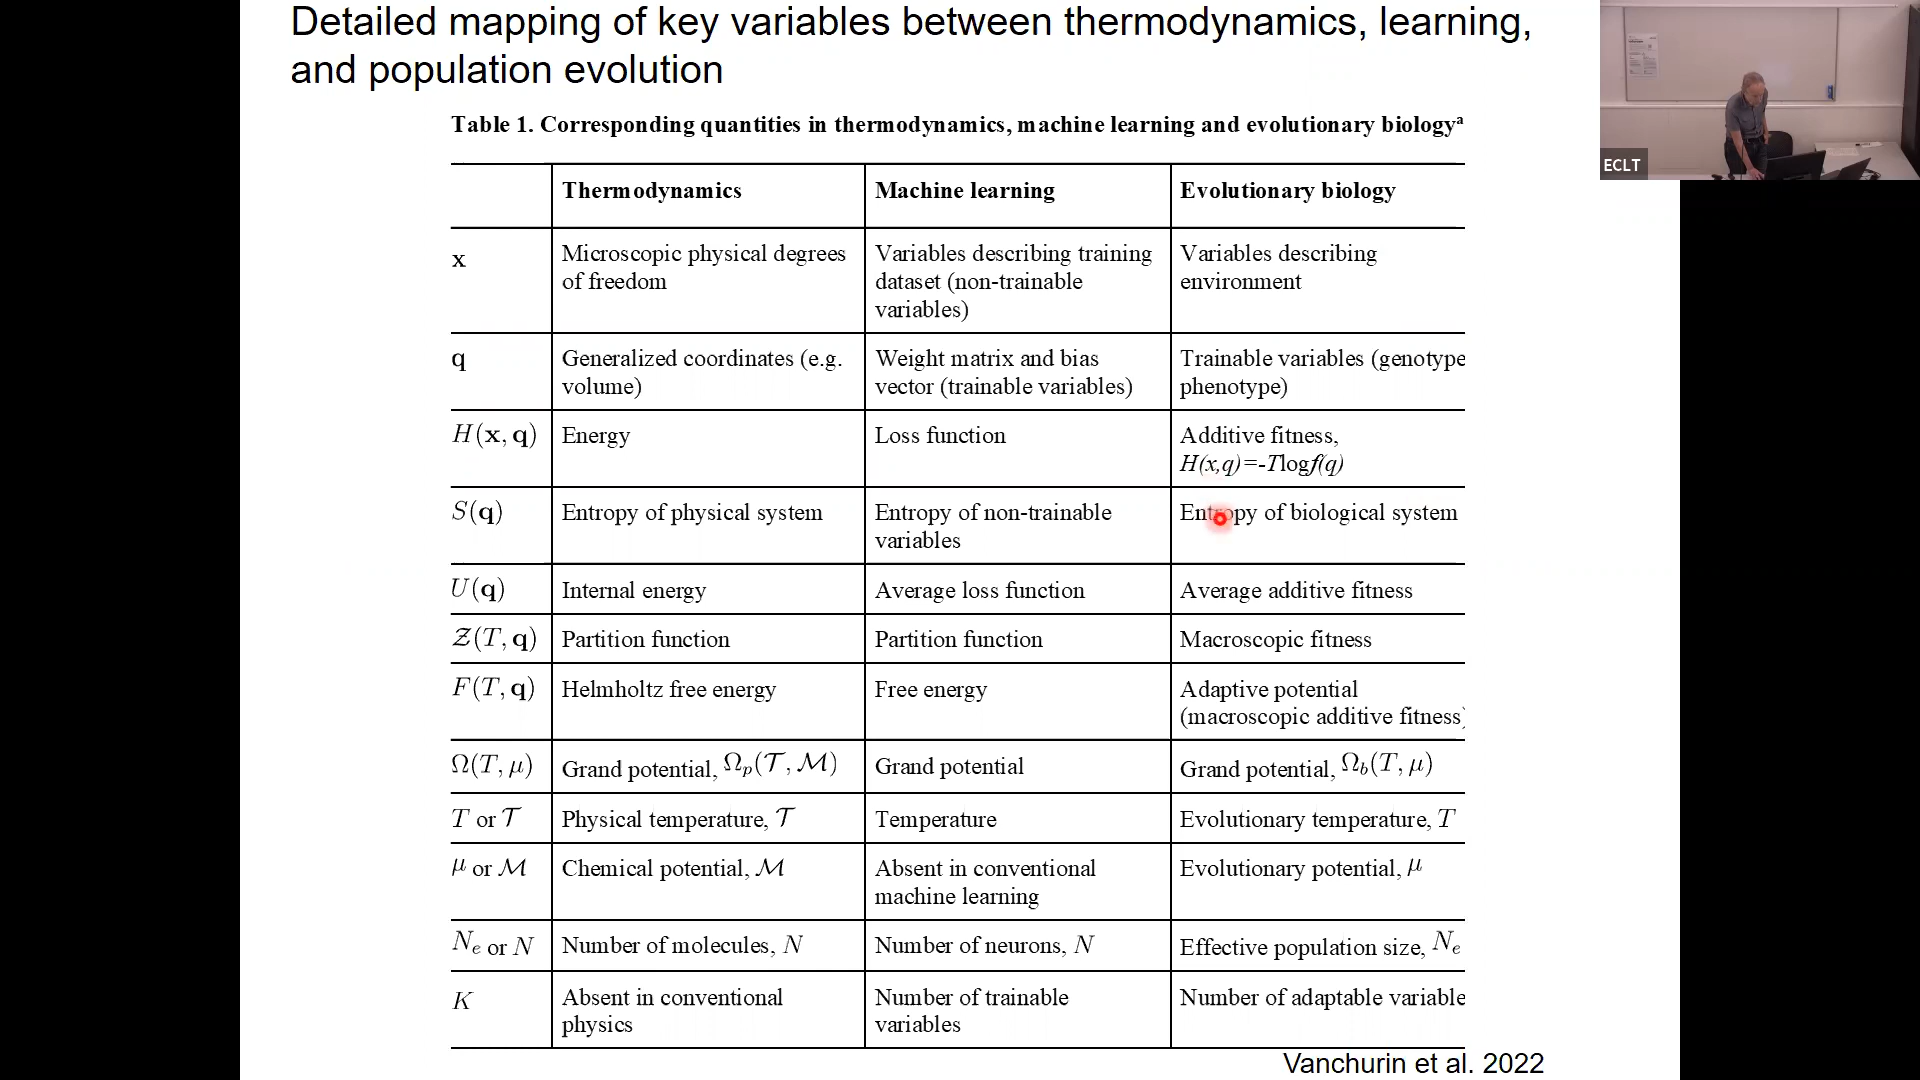 Detailed mapping of key variables between thermodynamics, learning,
and population evolution
ECLT
Table 1. Corresponding quantities in thermodynamics, machine learning and evolutionary biologyᵃ
Thermodynamics Machine learning Evolutionary biology
x Microscopic physical degrees of freedom Variables describing training dataset (non-trainable variables) Variables describing environment
q Generalized coordinates (e.g. volume) Weight matrix and bias vector (trainable variables) Trainable variables (genotype phenotype)
H(x, q) Energy Loss function Additive fitness, H(x,q)=-Tlogf(q)
S(q) Entropy of physical system Entropy of non-trainable variables Entropy of biological system
U(q) Internal energy Average loss function Average additive fitness
𝒵(T, q) Partition function Partition function Macroscopic fitness
F(T, q) Helmholtz free energy Free energy Adaptive potential (macroscopic additive fitness)
Ω(T, μ) Grand potential, Ωₚ(𝒯, ℳ) Grand potential Grand potential, Ω_b(T, μ)
T or 𝒯 Physical temperature, 𝒯 Temperature Evolutionary temperature, T
μ or ℳ Chemical potential, ℳ Absent in conventional machine learning Evolutionary potential, μ
Nₑ or N Number of molecules, N Number of neurons, N Effective population size, Nₑ
K Absent in conventional physics Number of trainable variables Number of adaptable variable
Vanchurin et al. 2022